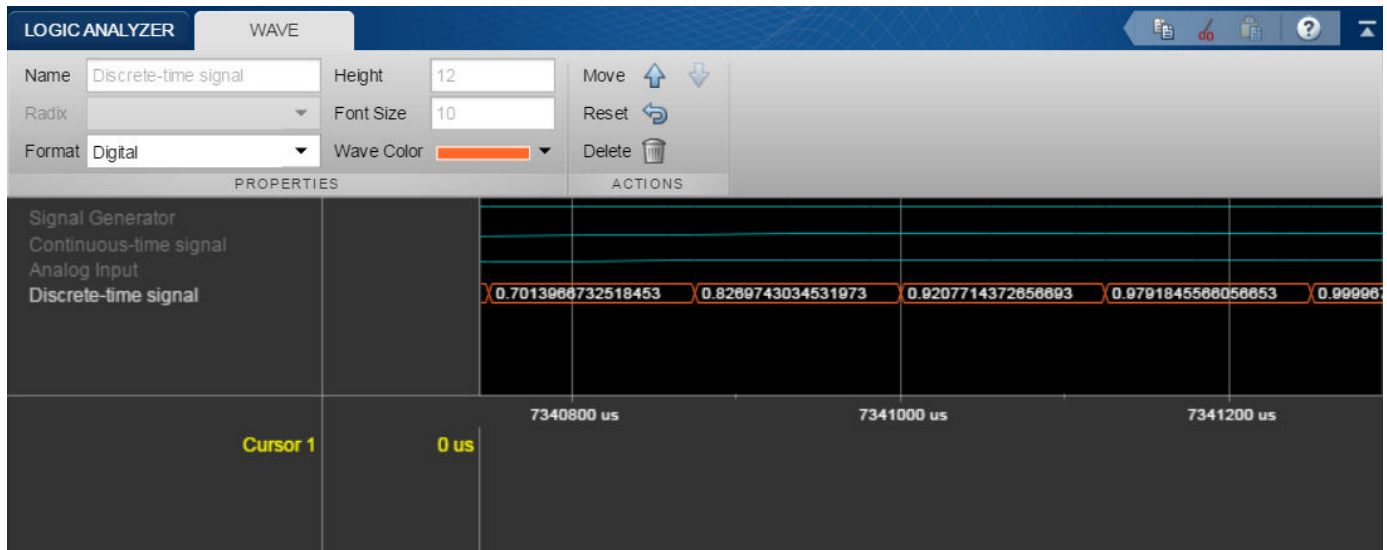 LOGIC ANALYZER WAVE
Name Discrete-time signal Height 12 Move
Radix Font Size 10 Reset
Format Digital Wave Color Delete
PROPERTIES ACTIONS
Signal Generator
Continuous-time signal
Analog Input
Discrete-time signal 0.7013966732518453 0.8269743034531973 0.9207714372656693 0.9791845566056653 0.999967
7340800 us 7341000 us 7341200 us
Cursor 1 0 us